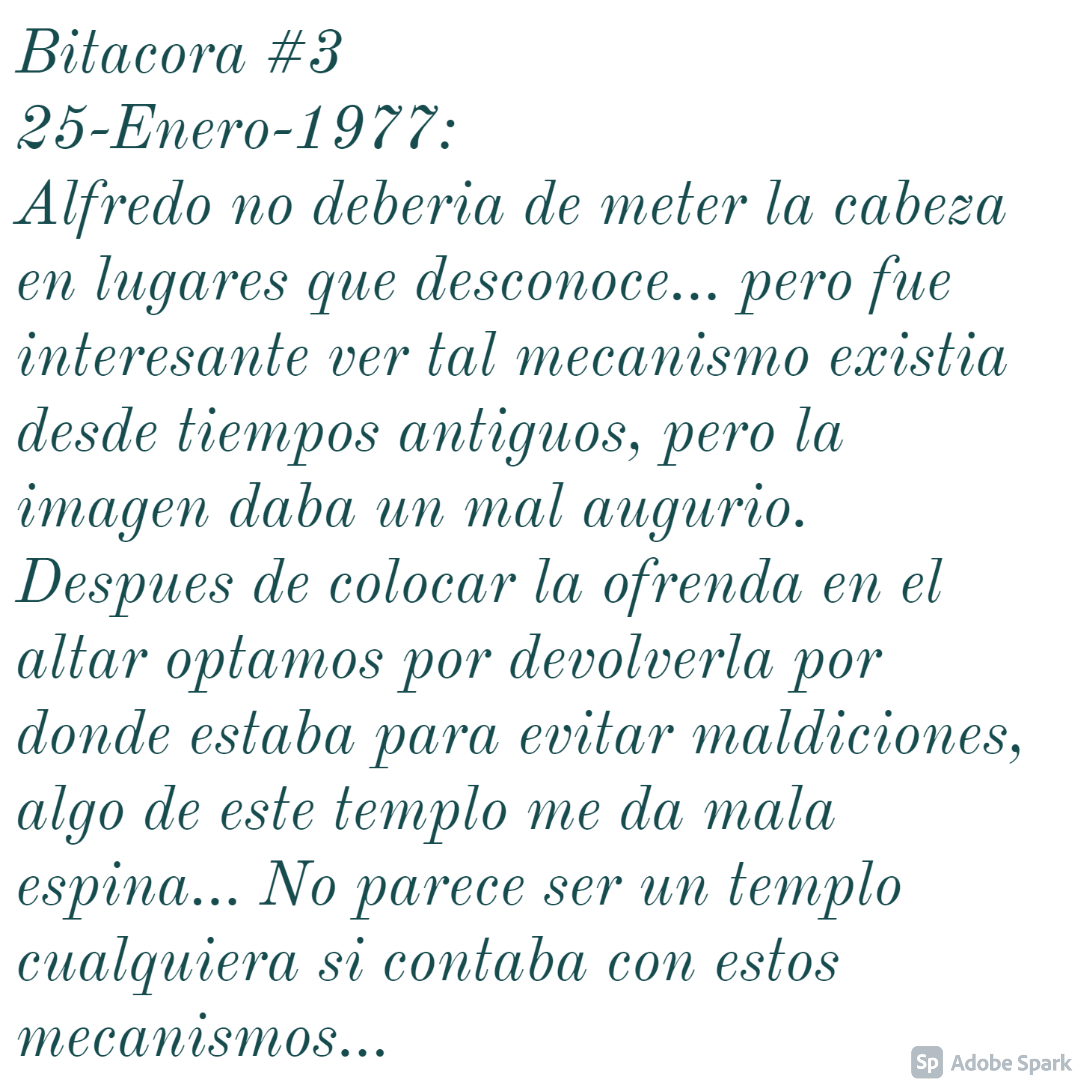 Bitacora #3
25-Enero-1977:
Alfredo no deberia de meter la cabeza
en lugares que desconoce... pero fue
interesante ver tal mecanismo existia
desde tiempos antiguos, pero la
imagen daba un mal augurio.
Despues de colocar la ofrenda en el
altar optamos por devolverla por
donde estaba para evitar maldiciones,
algo de este templo me da mala
espina... No parece ser un templo
cualquiera si contaba con estos
mecanismos...
Sp Adobe Spark